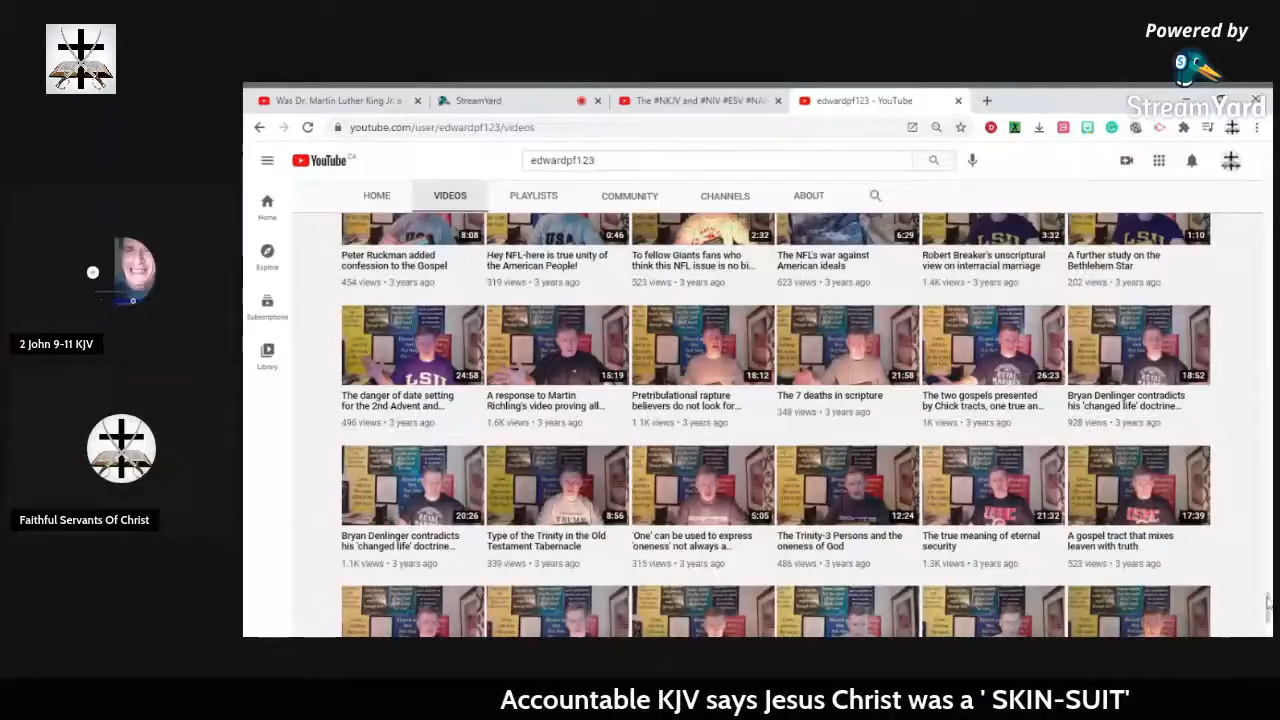 Powered by
StreamYard
Was Dr. Martin Luther King Jr. a
StreamYard
The #NKJV and #NIV #ESV #NA
edwardpf123 - YouTube
youtube.com/user/edwardpf123/videos
YouTube CA
edwardpf123
HOME VIDEOS PLAYLISTS COMMUNITY CHANNELS ABOUT
Home
Explore
Subscriptions
Library
8:08 0:46 2:32 6:29 3:32 1:10
Peter Ruckman added
confession to the Gospel
454 views • 3 years ago
Hey NFL-here is true unity of
the American People!
319 views • 3 years ago
To fellow Giants fans who
think this NFL issue is no bi...
523 views • 3 years ago
The NFL's war against
American ideals
623 views • 3 years ago
Robert Breaker's unscriptural
view on interracial marriage
1.4K views • 3 years ago
A further study on the
Bethlehem Star
202 views • 3 years ago
24:58 15:19 18:12 21:58 26:23 18:52
The danger of date setting
for the 2nd Advent and...
496 views • 3 years ago
A response to Martin
Richling's video proving all...
1.6K views • 3 years ago
Pretribulational rapture
believers do not look for...
1.1K views • 3 years ago
The 7 deaths in scripture
348 views • 3 years ago
The two gospels presented
by Chick tracts, one true an...
1K views • 3 years ago
Bryan Denlinger contradicts
his 'changed life' doctrine...
928 views • 3 years ago
20:26 8:56 5:05 12:24 21:32 17:39
Bryan Denlinger contradicts
his 'changed life' doctrine...
1.1K views • 3 years ago
Type of the Trinity in the Old
Testament Tabernacle
339 views • 3 years ago
'One' can be used to express
'oneness' not always a...
315 views • 3 years ago
The Trinity-3 Persons and the
oneness of God
486 views • 3 years ago
The true meaning of eternal
security
1.3K views • 3 years ago
A gospel tract that mixes
leaven with truth
523 views • 3 years ago
2 John 9-11 KJV
Faithful Servants Of Christ
Accountable KJV says Jesus Christ was a ' SKIN-SUIT'